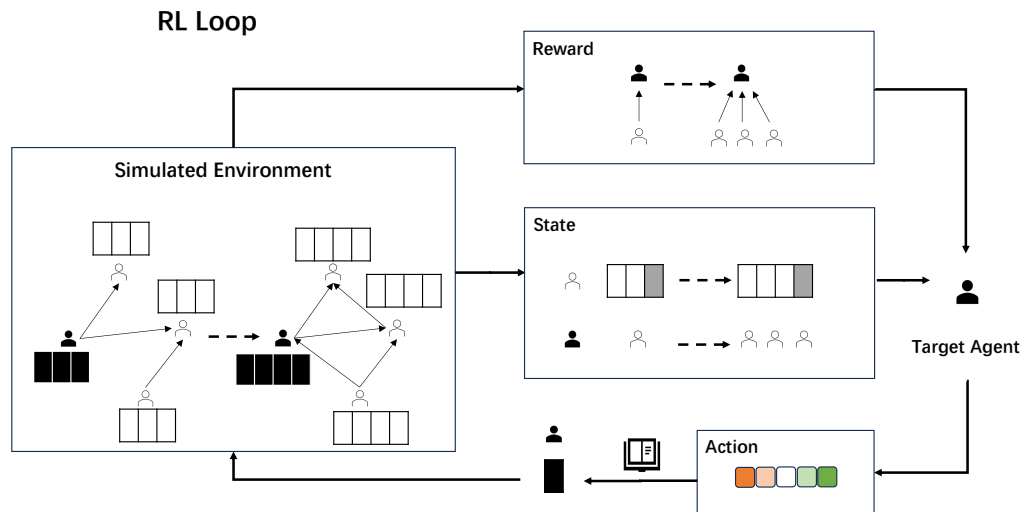 RL Loop
Reward
Simulated Environment
State
Target Agent
Action